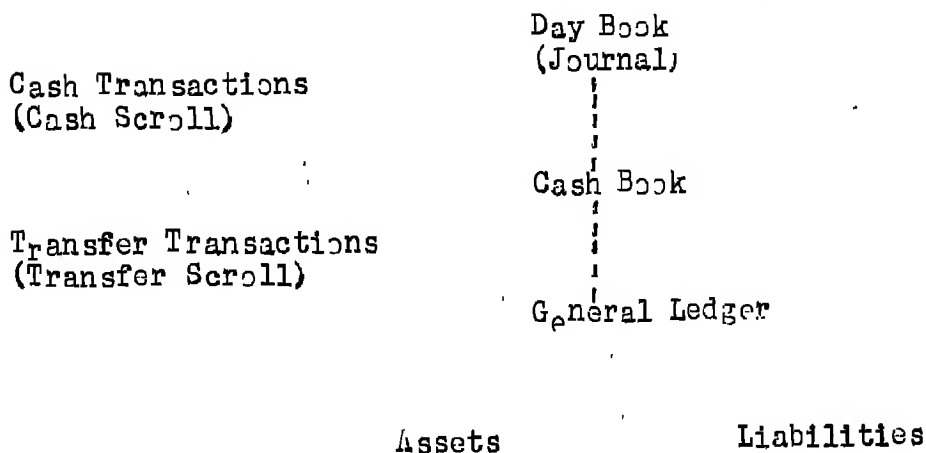 Day Book
(Journal)
Cash Transactions
(Cash Scroll)
Cash Book
Transfer Transactions
(Transfer Scroll)
General Ledger
Assets Liabilities